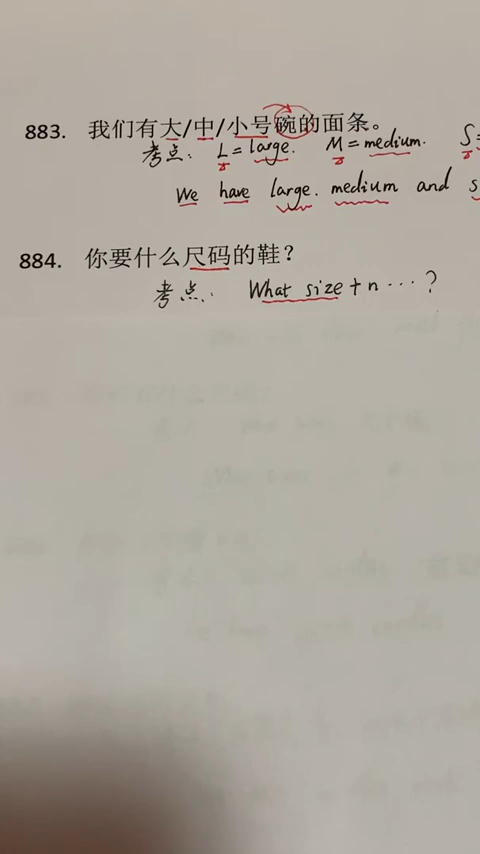 883. 我们有大/中/小号碗的面条。
考点: L=large. M=medium. S=
We have large. medium and s
884. 你要什么尺码的鞋?
考点: What size+n…?